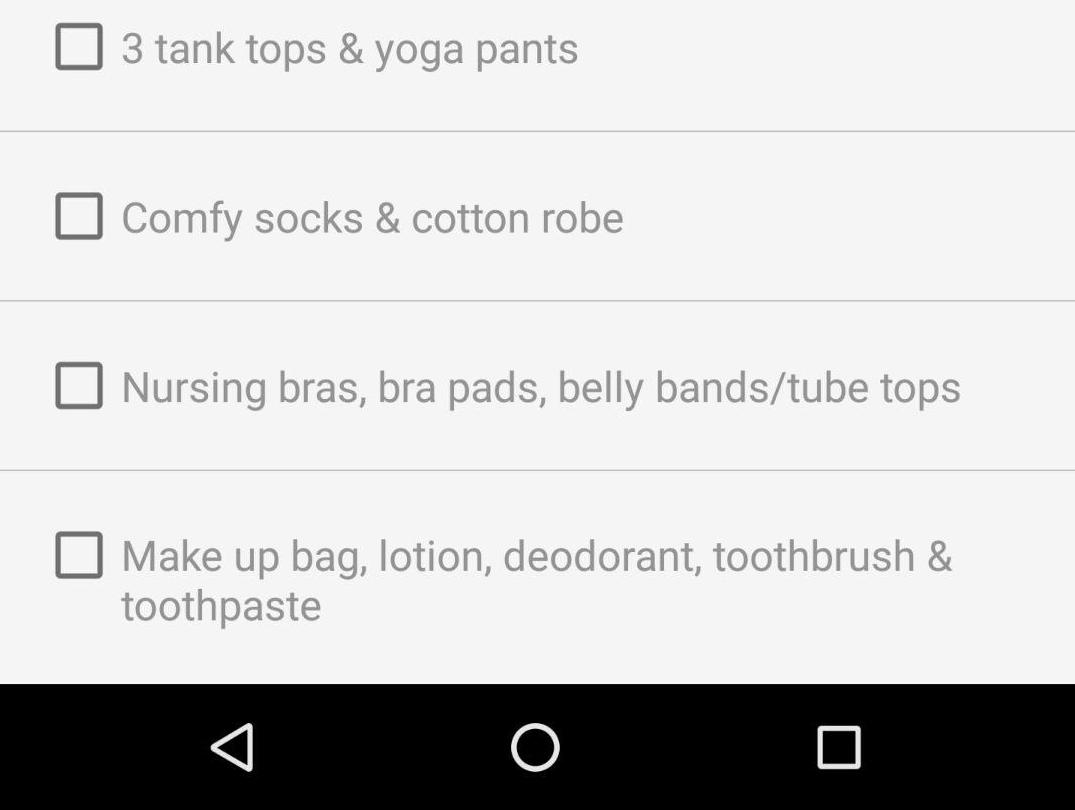 3 tank tops & yoga pants
Comfy socks & cotton robe
Nursing bras, bra pads, belly bands/tube tops
Make up bag, lotion, deodorant, toothbrush &
toothpaste